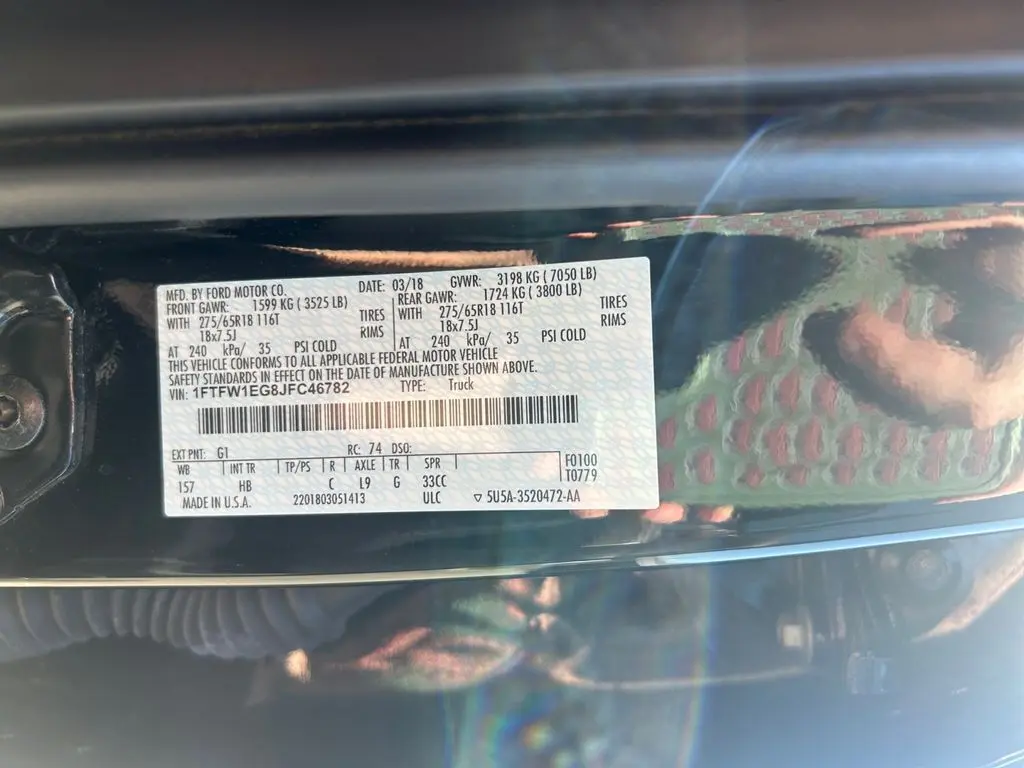 MFD. BY FORD MOTOR CO. DATE: 03/18 GVWR: 3198 KG ( 7050 LB)
FRONT GAWR: 1599 KG ( 3525 LB) REAR GAWR: 1724 KG ( 3800 LB)
WITH 275/65R18 116T TIRES WITH 275/65R18 116T TIRES
18x7.5J RIMS 18x7.5J RIMS
AT 240 kPa/ 35 PSI COLD AT 240 kPa/ 35 PSI COLD
THIS VEHICLE CONFORMS TO ALL APPLICABLE FEDERAL MOTOR VEHICLE
SAFETY STANDARDS IN EFFECT ON THE DATE OF MANUFACTURE SHOWN ABOVE.
VIN: 1FTFW1EG8JFC46782 TYPE: Truck
EXT PNT: G1 RC: 74 DSO: F0100
WB INT TR TP/PS R AXLE TR SPR T0779
157 HB C L9 G 33CC
MADE IN U.S.A. 2201803051413 ULC ▽ 5U5A-3520472-AA